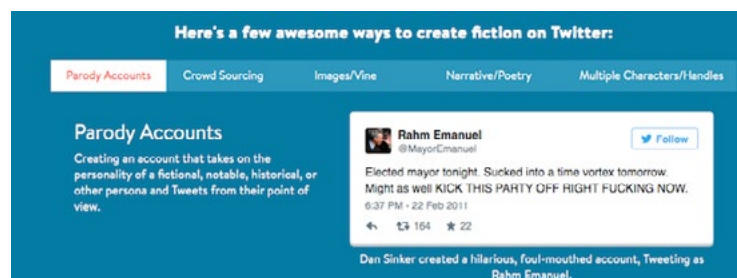 Here's a few awesome ways to create fiction on Twitter:
Parody Accounts Crowd Sourcing Images/Vine Narrative/Poetry Multiple Characters/Handles
Parody Accounts
Creating an account that takes on the
personality of a fictional, notable, historical, or
other persona and Tweets from their point of
view.
Rahm Emanuel
@MayorEmanuel
Follow
Elected mayor tonight. Sucked into a time vortex tomorrow.
Might as well KICK THIS PARTY OFF RIGHT FUCKING NOW.
6:37 PM - 22 Feb 2011
164 22
Dan Sinker created a hilarious, foul-mouthed account, Tweeting as
Rahm Emanuel.